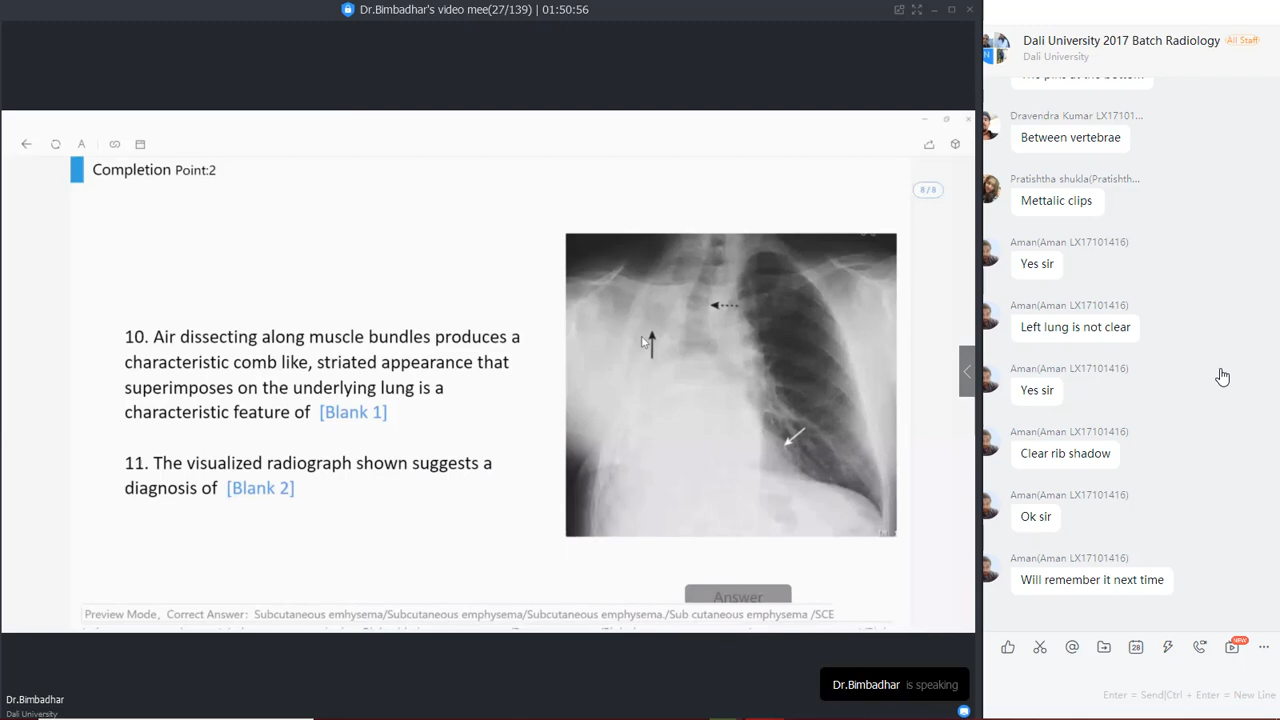 Dr.Bimbadhar's video mee(27/139) | 01:50:56
Completion Point:2
8/8
10. Air dissecting along muscle bundles produces a
characteristic comb like, striated appearance that
superimposes on the underlying lung is a
characteristic feature of [Blank 1]
11. The visualized radiograph shown suggests a
diagnosis of [Blank 2]
Answer
Preview Mode, Correct Answer: Subcutaneous emhysema/Subcutaneous emphysema/Subcutaneous emphysema./Sub cutaneous emphysema /SCE
Dr.Bimbadhar is speaking
Dr.Bimbadhar
Dali University
Dali University 2017 Batch Radiology All Staff
Dali University
Dravendra Kumar LX17101...
Between vertebrae
Pratishtha shukla(Pratishth...
Mettalic clips
Aman(Aman LX17101416)
Yes sir
Aman(Aman LX17101416)
Left lung is not clear
Aman(Aman LX17101416)
Yes sir
Aman(Aman LX17101416)
Clear rib shadow
Aman(Aman LX17101416)
Ok sir
Aman(Aman LX17101416)
Will remember it next time
28
NEW
Enter = Send|Ctrl + Enter = New Line